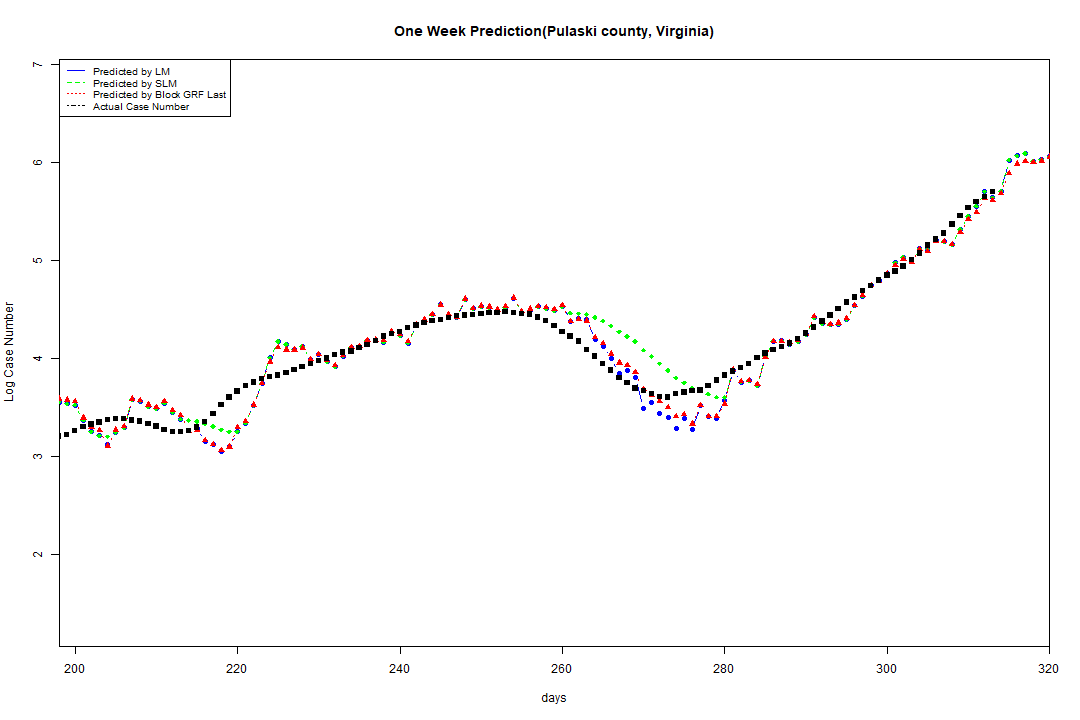 One Week Prediction(Pulaski county, Virginia)
Predicted by LM
Predicted by SLM
Predicted by Block GRF Last
Actual Case Number
7
6
5
4
3
2
Log Case Number
200 220 240 260 280 300 320
days